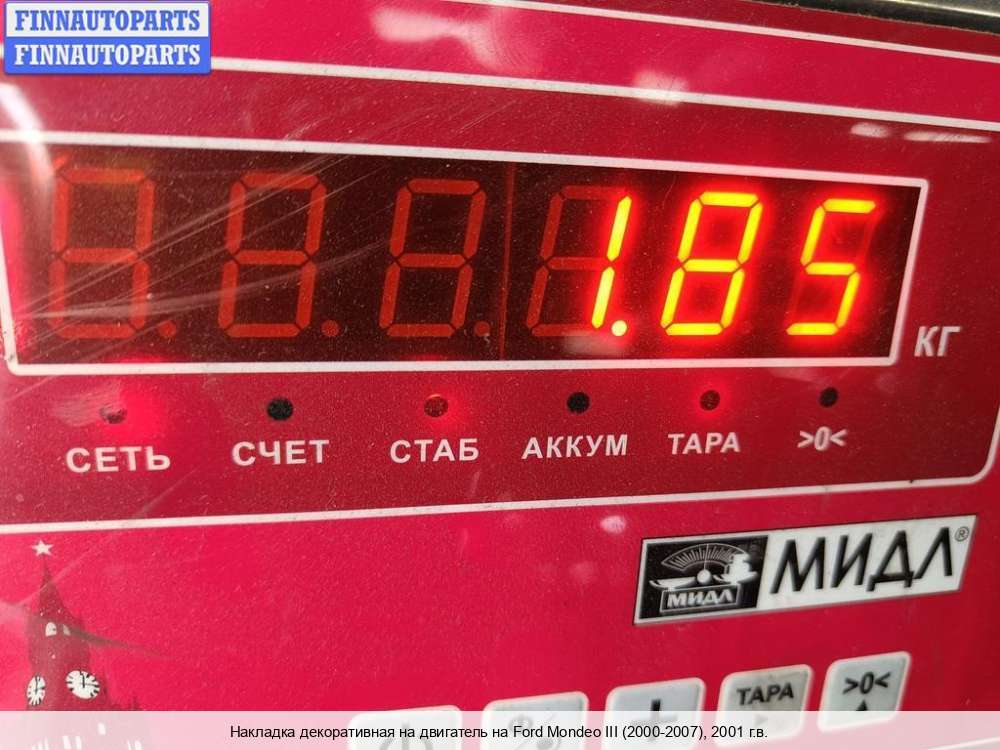 FINNAUTOPARTS
FINNAUTOPARTS
1.85
КГ
СЕТЬ СЧЕТ СТАБ АККУМ ТАРА >0<
МИДЛ МИДЛ®
ТАРА >0<
Накладка декоративная на двигатель на Ford Mondeo III (2000-2007), 2001 г.в.